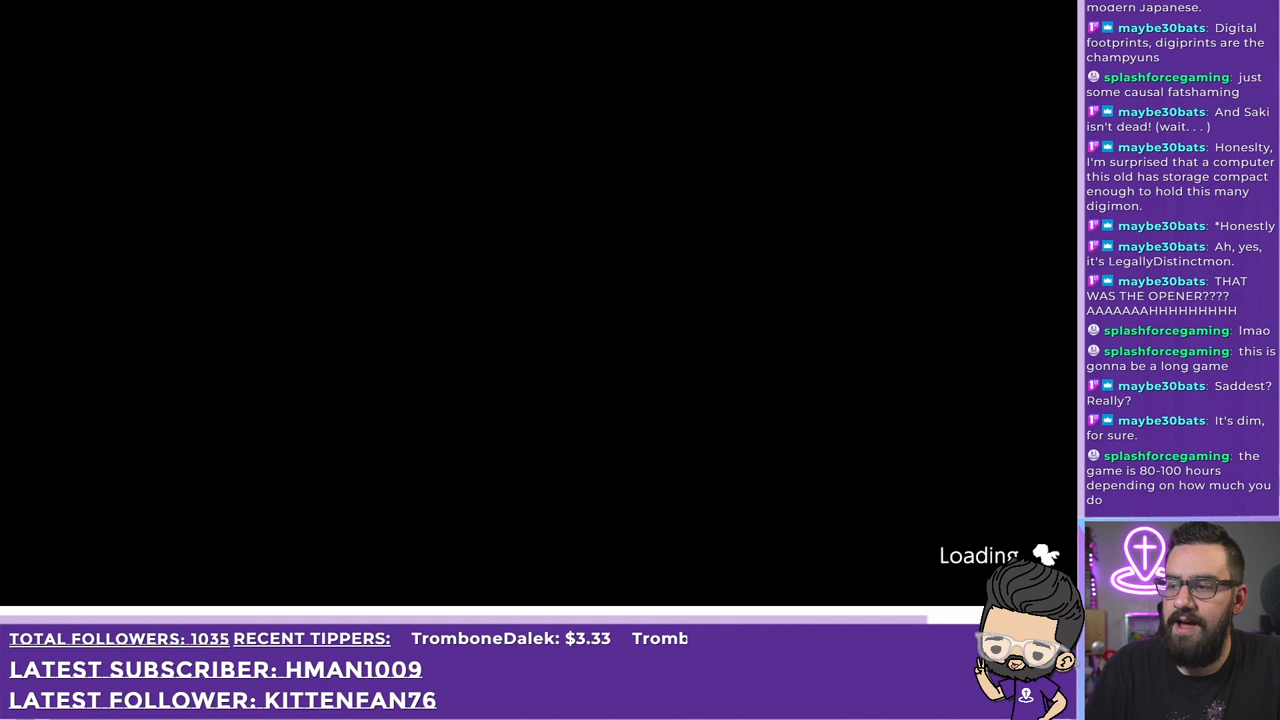 modern Japanese.
maybe30bats: Digital
footprints, digiprints are the
champyuns
splashforcegaming: just
some causal fatshaming
maybe30bats: And Saki
isn't dead! (wait. . . )
maybe30bats: Honeslty,
I'm surprised that a computer
this old has storage compact
enough to hold this many
digimon.
maybe30bats: *Honestly
maybe30bats: Ah, yes,
it's LegallyDistinctmon.
maybe30bats: THAT
WAS THE OPENER????
AAAAAAAHHHHHHHHH
splashforcegaming: lmao
splashforcegaming: this is
gonna be a long game
maybe30bats: Saddest?
Really?
maybe30bats: It's dim,
for sure.
splashforcegaming: the
game is 80-100 hours
depending on how much you
do
Loading
TOTAL FOLLOWERS: 1035 RECENT TIPPERS: TromboneDalek: $3.33 Tromb
LATEST SUBSCRIBER: HMAN1009
LATEST FOLLOWER: KITTENFAN76